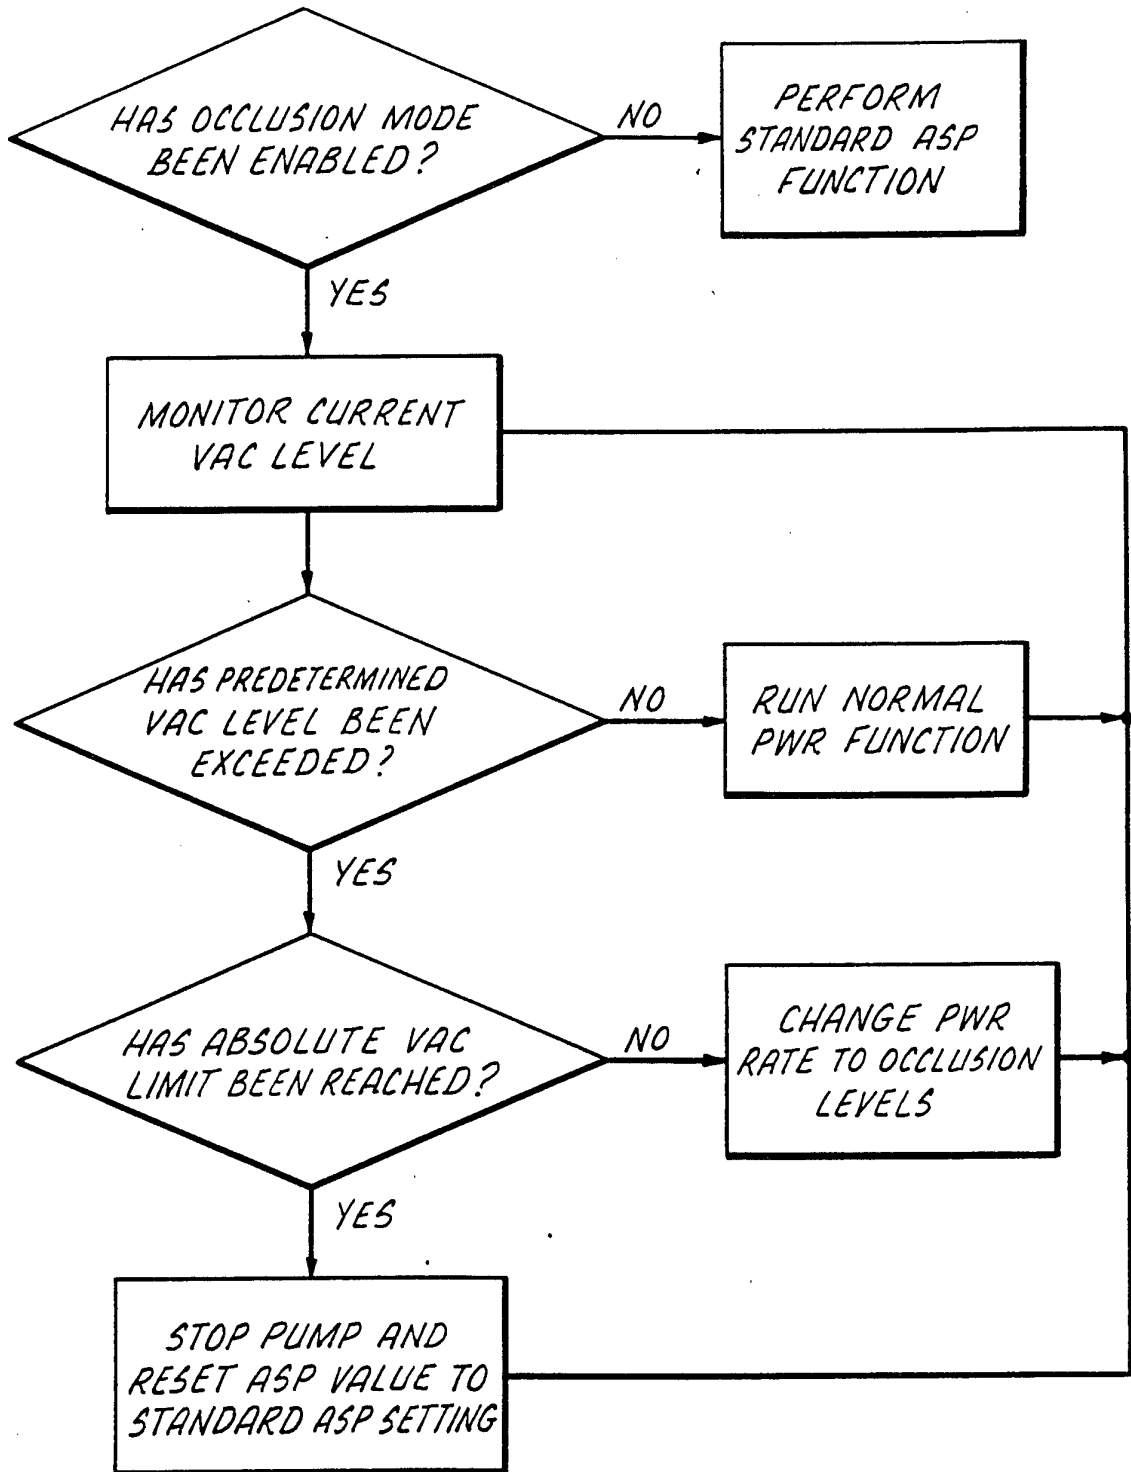 HAS OCCLUSION MODE
BEEN ENABLED?
NO
PERFORM
STANDARD ASP
FUNCTION
YES
MONITOR CURRENT
VAC LEVEL
HAS PREDETERMINED
VAC LEVEL BEEN
EXCEEDED?
NO
RUN NORMAL
PWR FUNCTION
YES
HAS ABSOLUTE VAC
LIMIT BEEN REACHED?
NO
CHANGE PWR
RATE TO OCCLUSION
LEVELS
YES
STOP PUMP AND
RESET ASP VALUE TO
STANDARD ASP SETTING